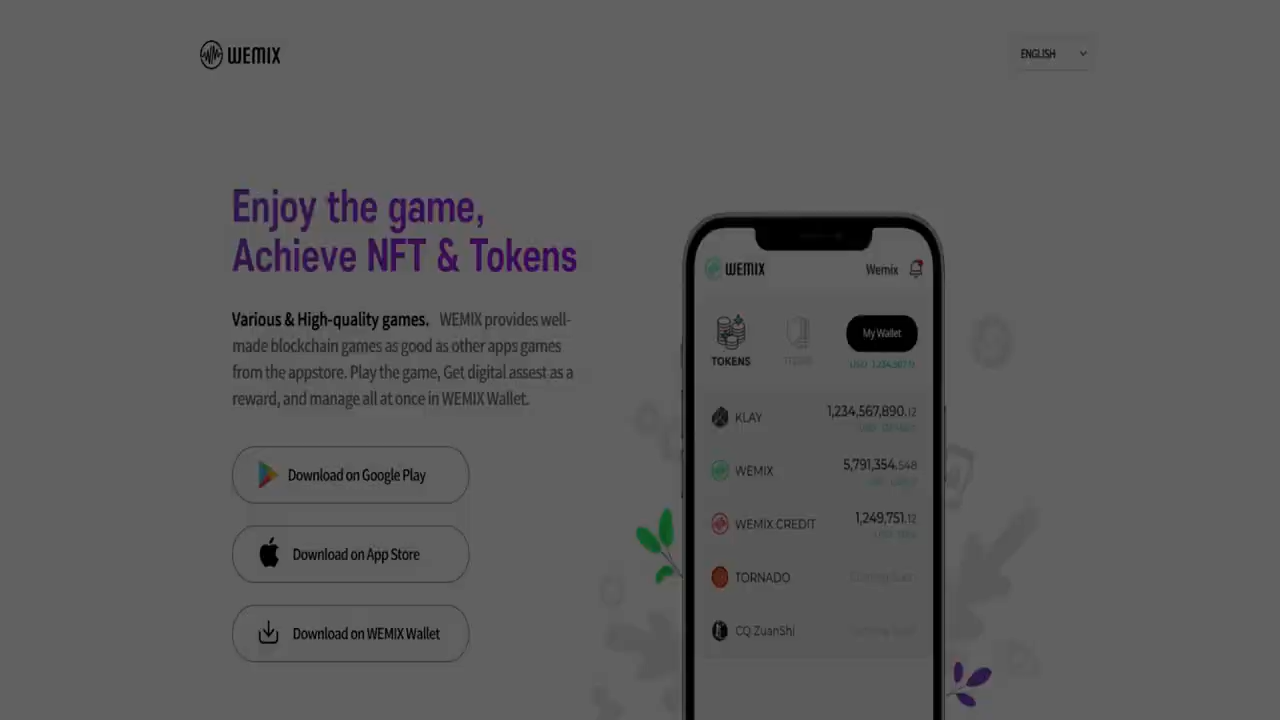 WEMIX
ENGLISH
Enjoy the game,
Achieve NFT & Tokens
Various & High-quality games. WEMIX provides well-
made blockchain games as good as other apps games
from the appstore. Play the game, Get digital assest as a
reward, and manage all at once in WEMIX Wallet.
Download on Google Play
Download on App Store
Download on WEMIX Wallet
WEMIX
Wemix
TOKENS
My Wallet
KLAY
1,234,567,890.12
WEMIX
5,791,354.548
WEMIX CREDIT
1,249,751.12
TORNADO
CQ ZuanShi